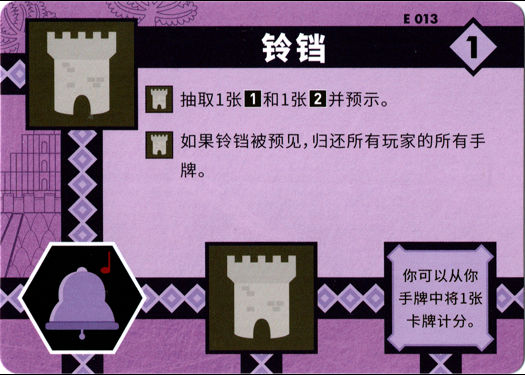 E 013
铃铛
1
抽取1张1和1张2并预示。
如果铃铛被预见,归还所有玩家的所有手
牌。
你可以从你
手牌中将1张
卡牌计分。